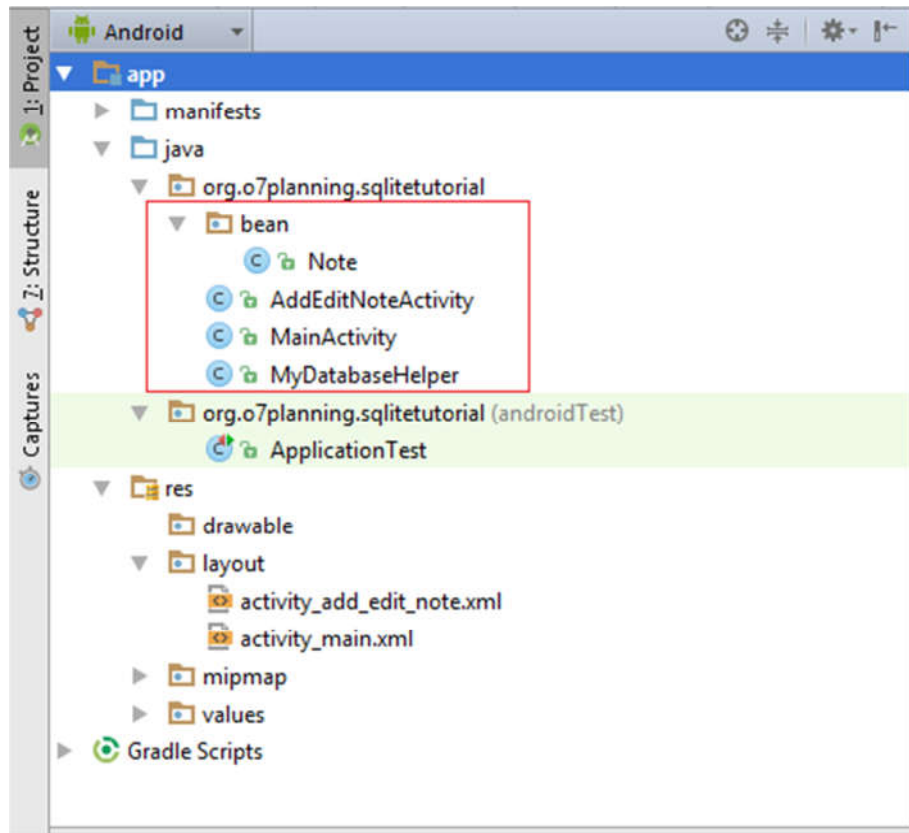 Android
1: Project
app
manifests
java
org.o7planning.sqlitetutorial
bean
Note
AddEditNoteActivity
MainActivity
MyDatabaseHelper
org.o7planning.sqlitetutorial (androidTest)
ApplicationTest
res
drawable
layout
activity_add_edit_note.xml
activity_main.xml
mipmap
values
Gradle Scripts
7: Structure
Captures